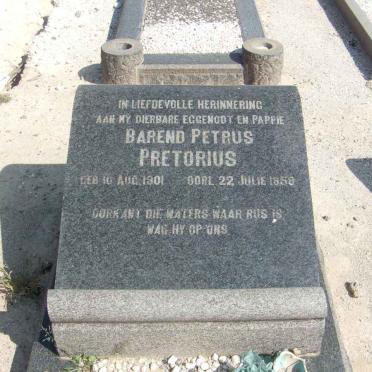 IN LIEFDEVOLLE HERINNERING
AAN MY DIERBARE EGGENOOT EN PAPPIE
BAREND PETRUS
PRETORIUS
GEB 10 AUG. 1901 OORL. 22 JULIE
OORKANT DIE WATERS WAAR RUS IS
WAG HY OP ONS